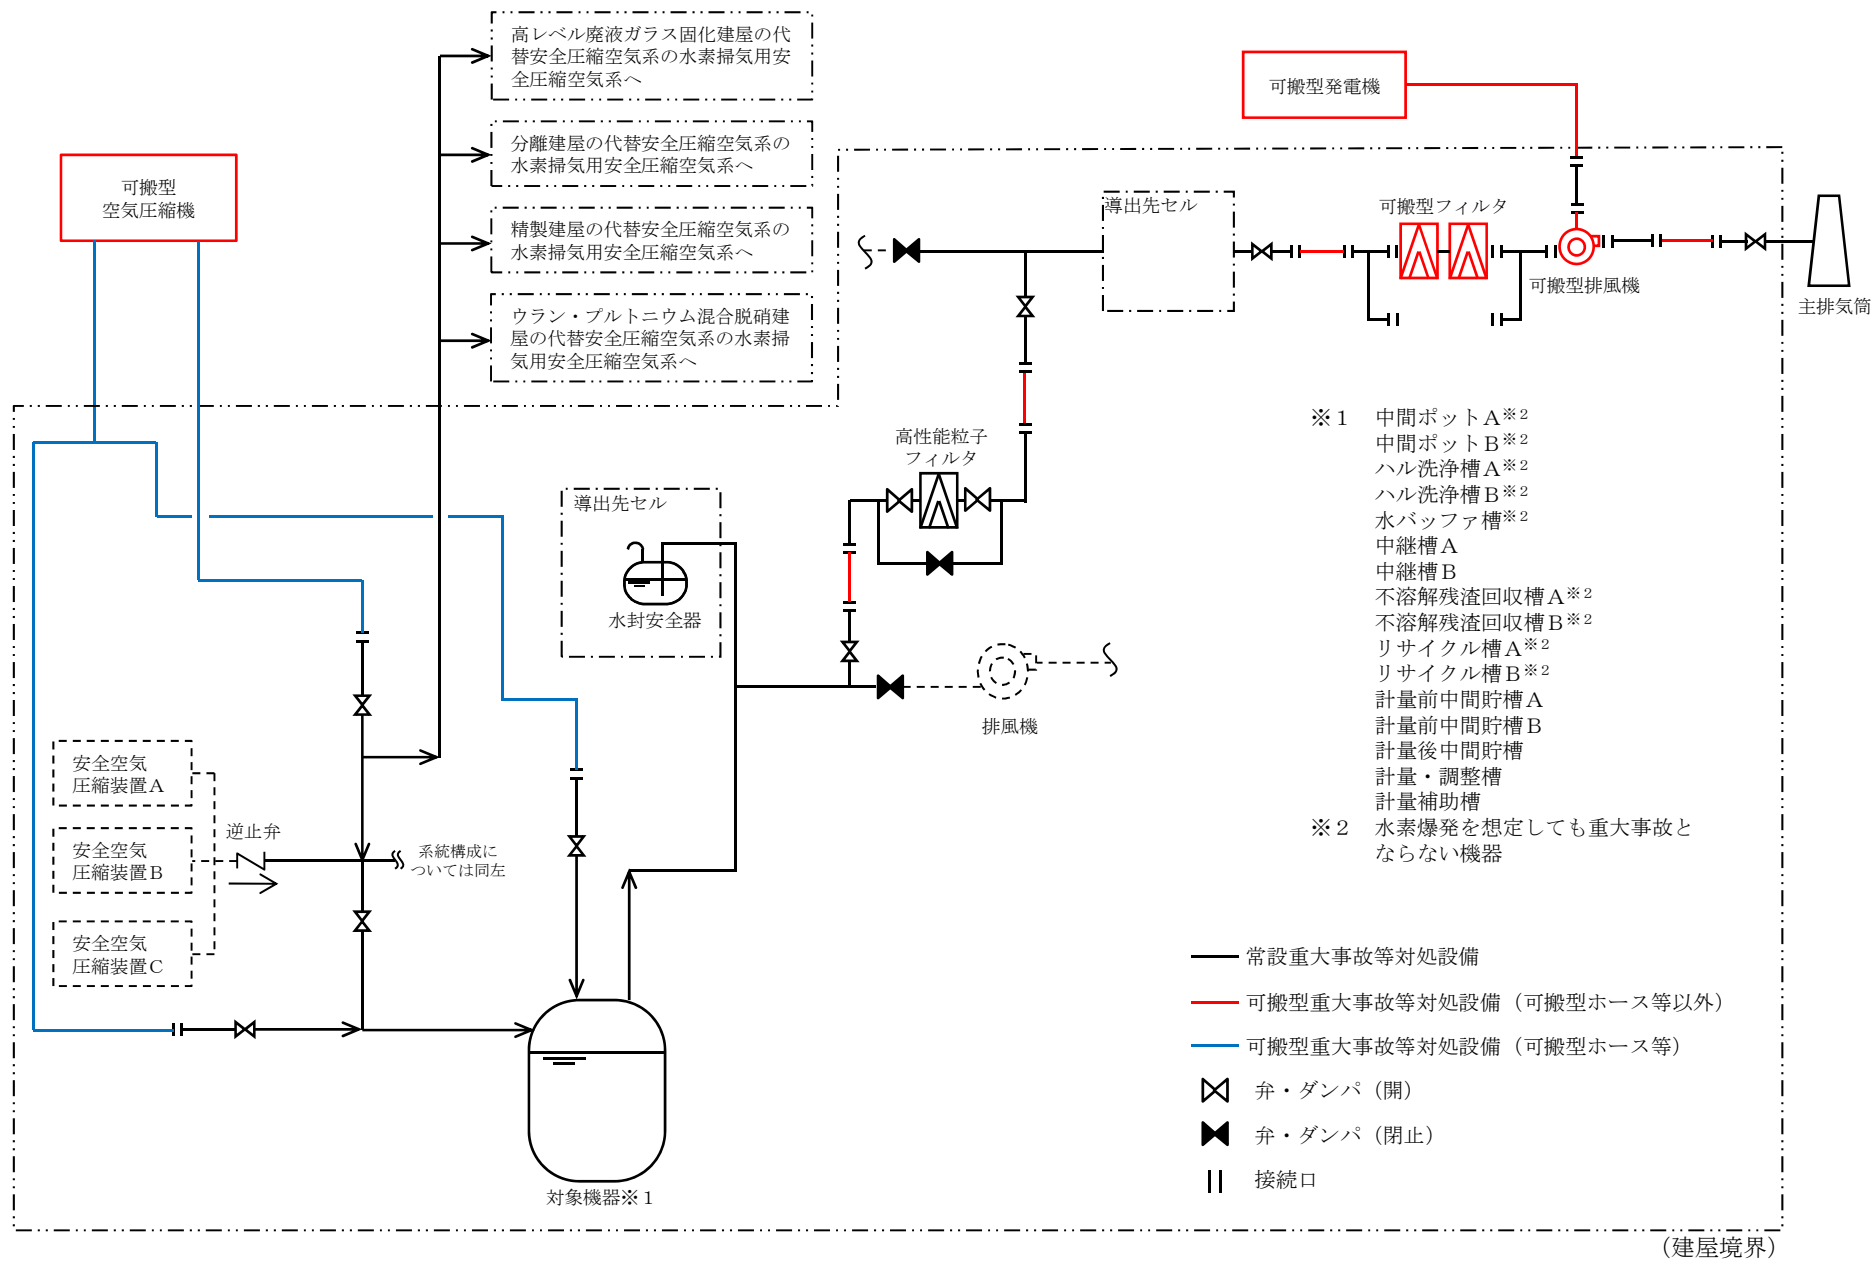 高レベル廃液ガラス固化建屋の代
替安全圧縮空気系の水素掃気用安
全圧縮空気系へ
分離建屋の代替安全圧縮空気系の
水素掃気用安全圧縮空気系へ
精製建屋の代替安全圧縮空気系の
水素掃気用安全圧縮空気系へ
ウラン・プルトニウム混合脱硝建
屋の代替安全圧縮空気系の水素掃
気用安全圧縮空気系へ
可搬型
空気圧縮機
可搬型発電機
導出先セル
可搬型フィルタ
可搬型排風機
主排気筒
高性能粒子
フィルタ
導出先セル
水封安全器
排風機
安全空気
圧縮装置A
安全空気
圧縮装置B
安全空気
圧縮装置C
逆止弁
系統構成に
ついては同左
対象機器※1
※1 中間ポットA※2
中間ポットB※2
ハル洗浄槽A※2
ハル洗浄槽B※2
水バッファ槽※2
中継槽A
中継槽B
不溶解残渣回収槽A※2
不溶解残渣回収槽B※2
リサイクル槽A※2
リサイクル槽B※2
計量前中間貯槽A
計量前中間貯槽B
計量後中間貯槽
計量・調整槽
計量補助槽
※2 水素爆発を想定しても重大事故と
ならない機器
常設重大事故等対処設備
可搬型重大事故等対処設備（可搬型ホース等以外）
可搬型重大事故等対処設備（可搬型ホース等）
弁・ダンパ（開）
弁・ダンパ（閉止）
接続口
（建屋境界）